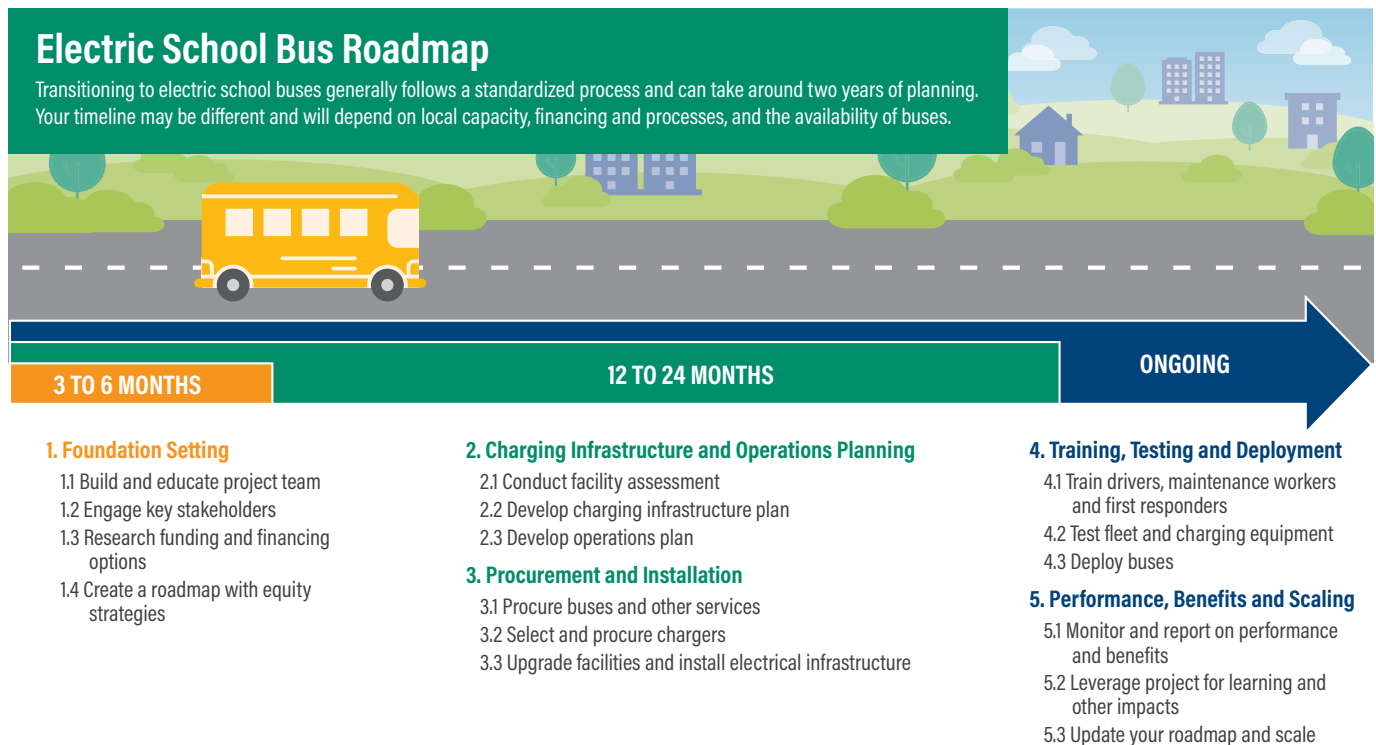 Electric School Bus Roadmap
Transitioning to electric school buses generally follows a standardized process and can take around two years of planning.
Your timeline may be different and will depend on local capacity, financing and processes, and the availability of buses.
3 TO 6 MONTHS
12 TO 24 MONTHS
ONGOING
1. Foundation Setting
1.1 Build and educate project team
1.2 Engage key stakeholders
1.3 Research funding and financing
options
1.4 Create a roadmap with equity
strategies
2. Charging Infrastructure and Operations Planning
2.1 Conduct facility assessment
2.2 Develop charging infrastructure plan
2.3 Develop operations plan
3. Procurement and Installation
3.1 Procure buses and other services
3.2 Select and procure chargers
3.3 Upgrade facilities and install electrical infrastructure
4. Training, Testing and Deployment
4.1 Train drivers, maintenance workers
and first responders
4.2 Test fleet and charging equipment
4.3 Deploy buses
5. Performance, Benefits and Scaling
5.1 Monitor and report on performance
and benefits
5.2 Leverage project for learning and
other impacts
5.3 Update your roadmap and scale